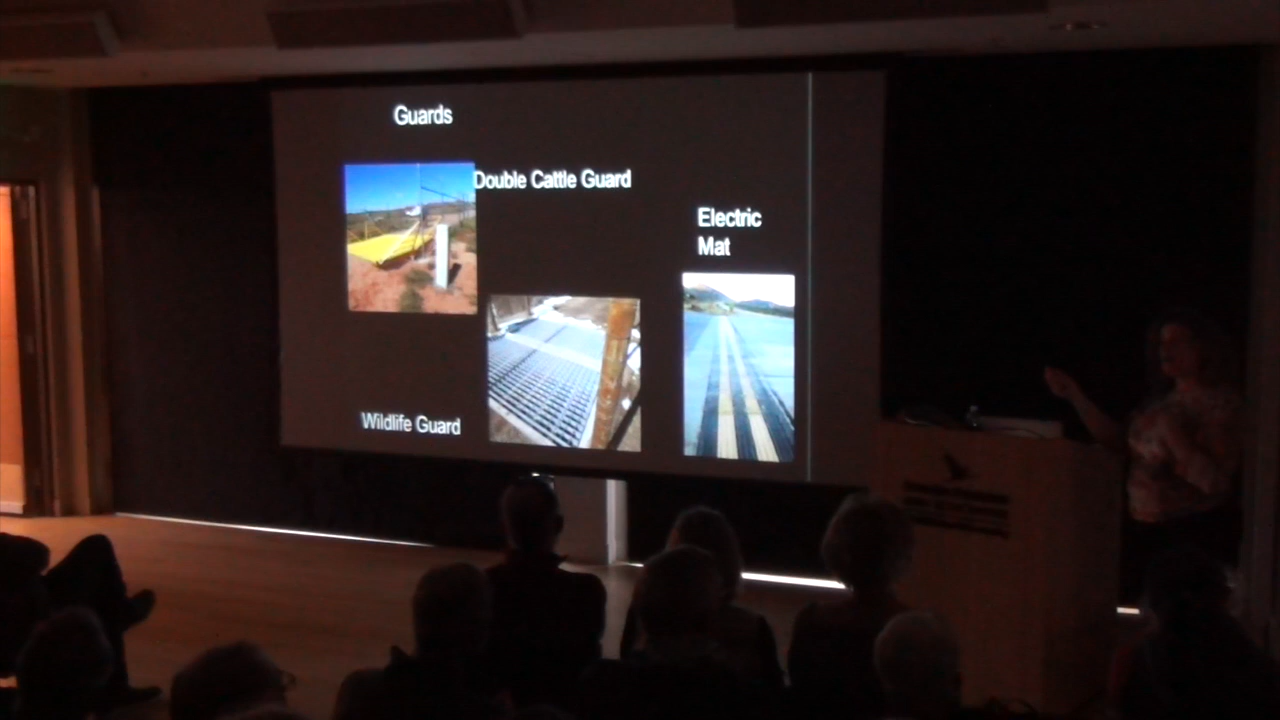 Guards
Double Cattle Guard
Electric
Mat
Wildlife Guard